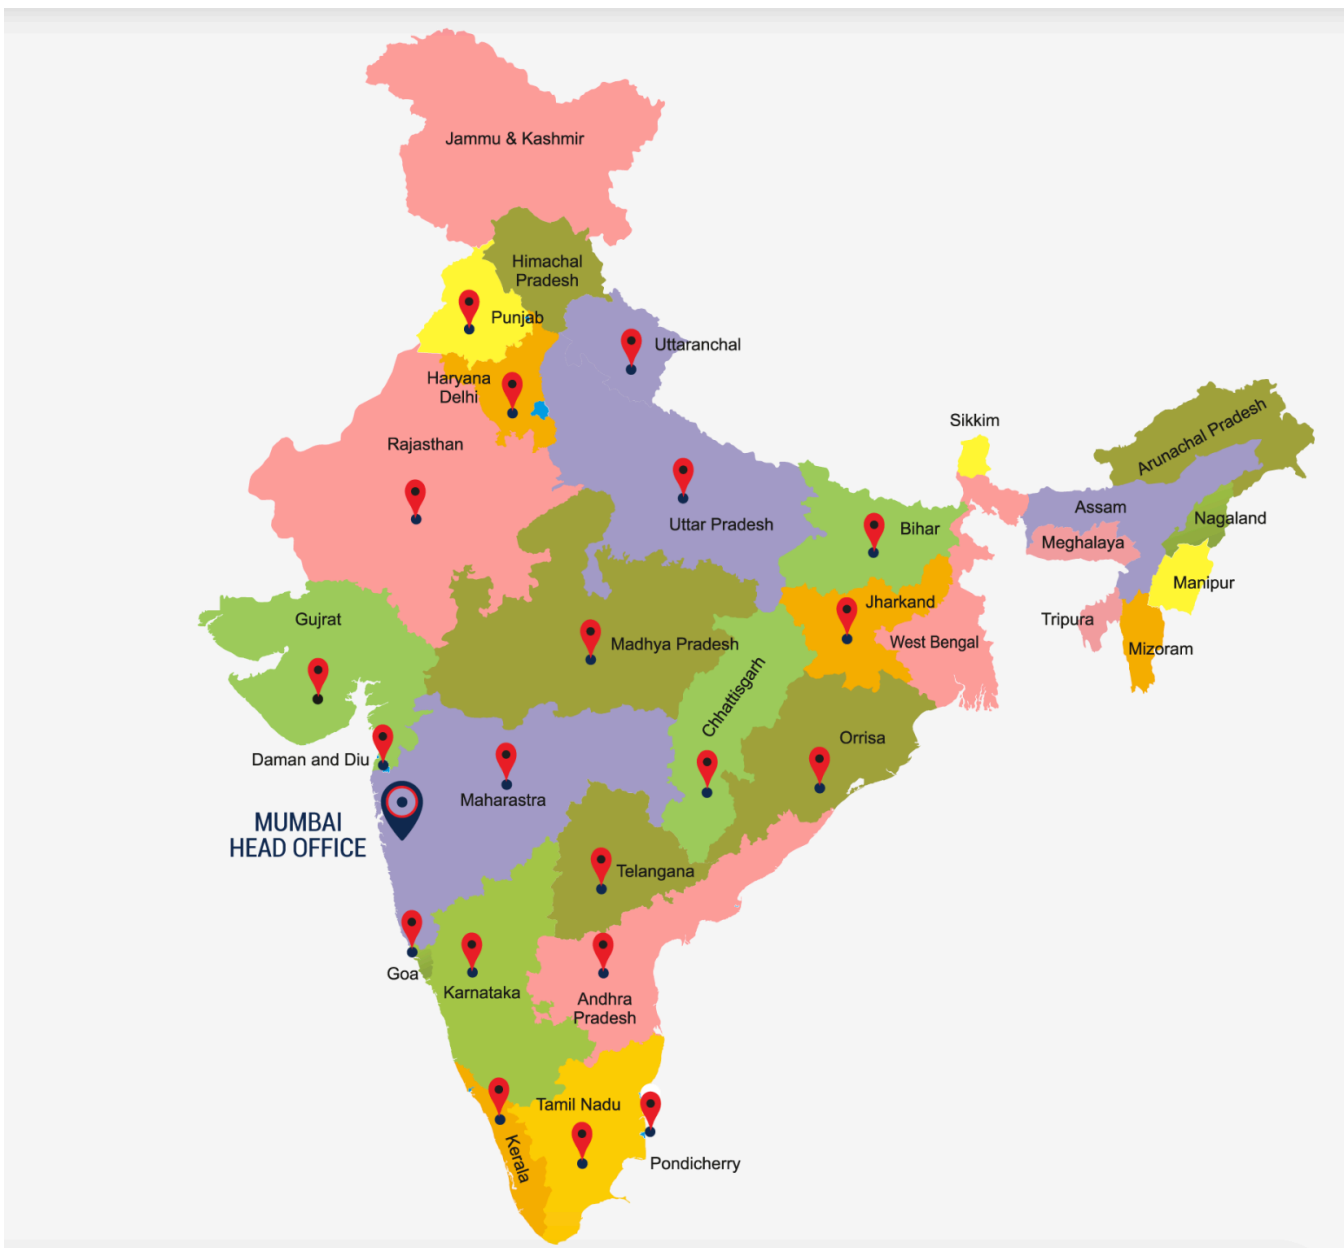 Jammu & Kashmir
Himachal
Pradesh
Punjab
Uttaranchal
Haryana
Delhi
Rajasthan
Sikkim
Arunachal Pradesh
Assam
Nagaland
Uttar Pradesh
Bihar
Meghalaya
Manipur
Gujrat
Jharkand
Tripura
Madhya Pradesh
West Bengal
Mizoram
Chhattisgarh
Daman and Diu
Orrisa
Maharastra
MUMBAI
HEAD OFFICE
Telangana
Goa
Karnataka
Andhra
Pradesh
Tamil Nadu
Kerala
Pondicherry